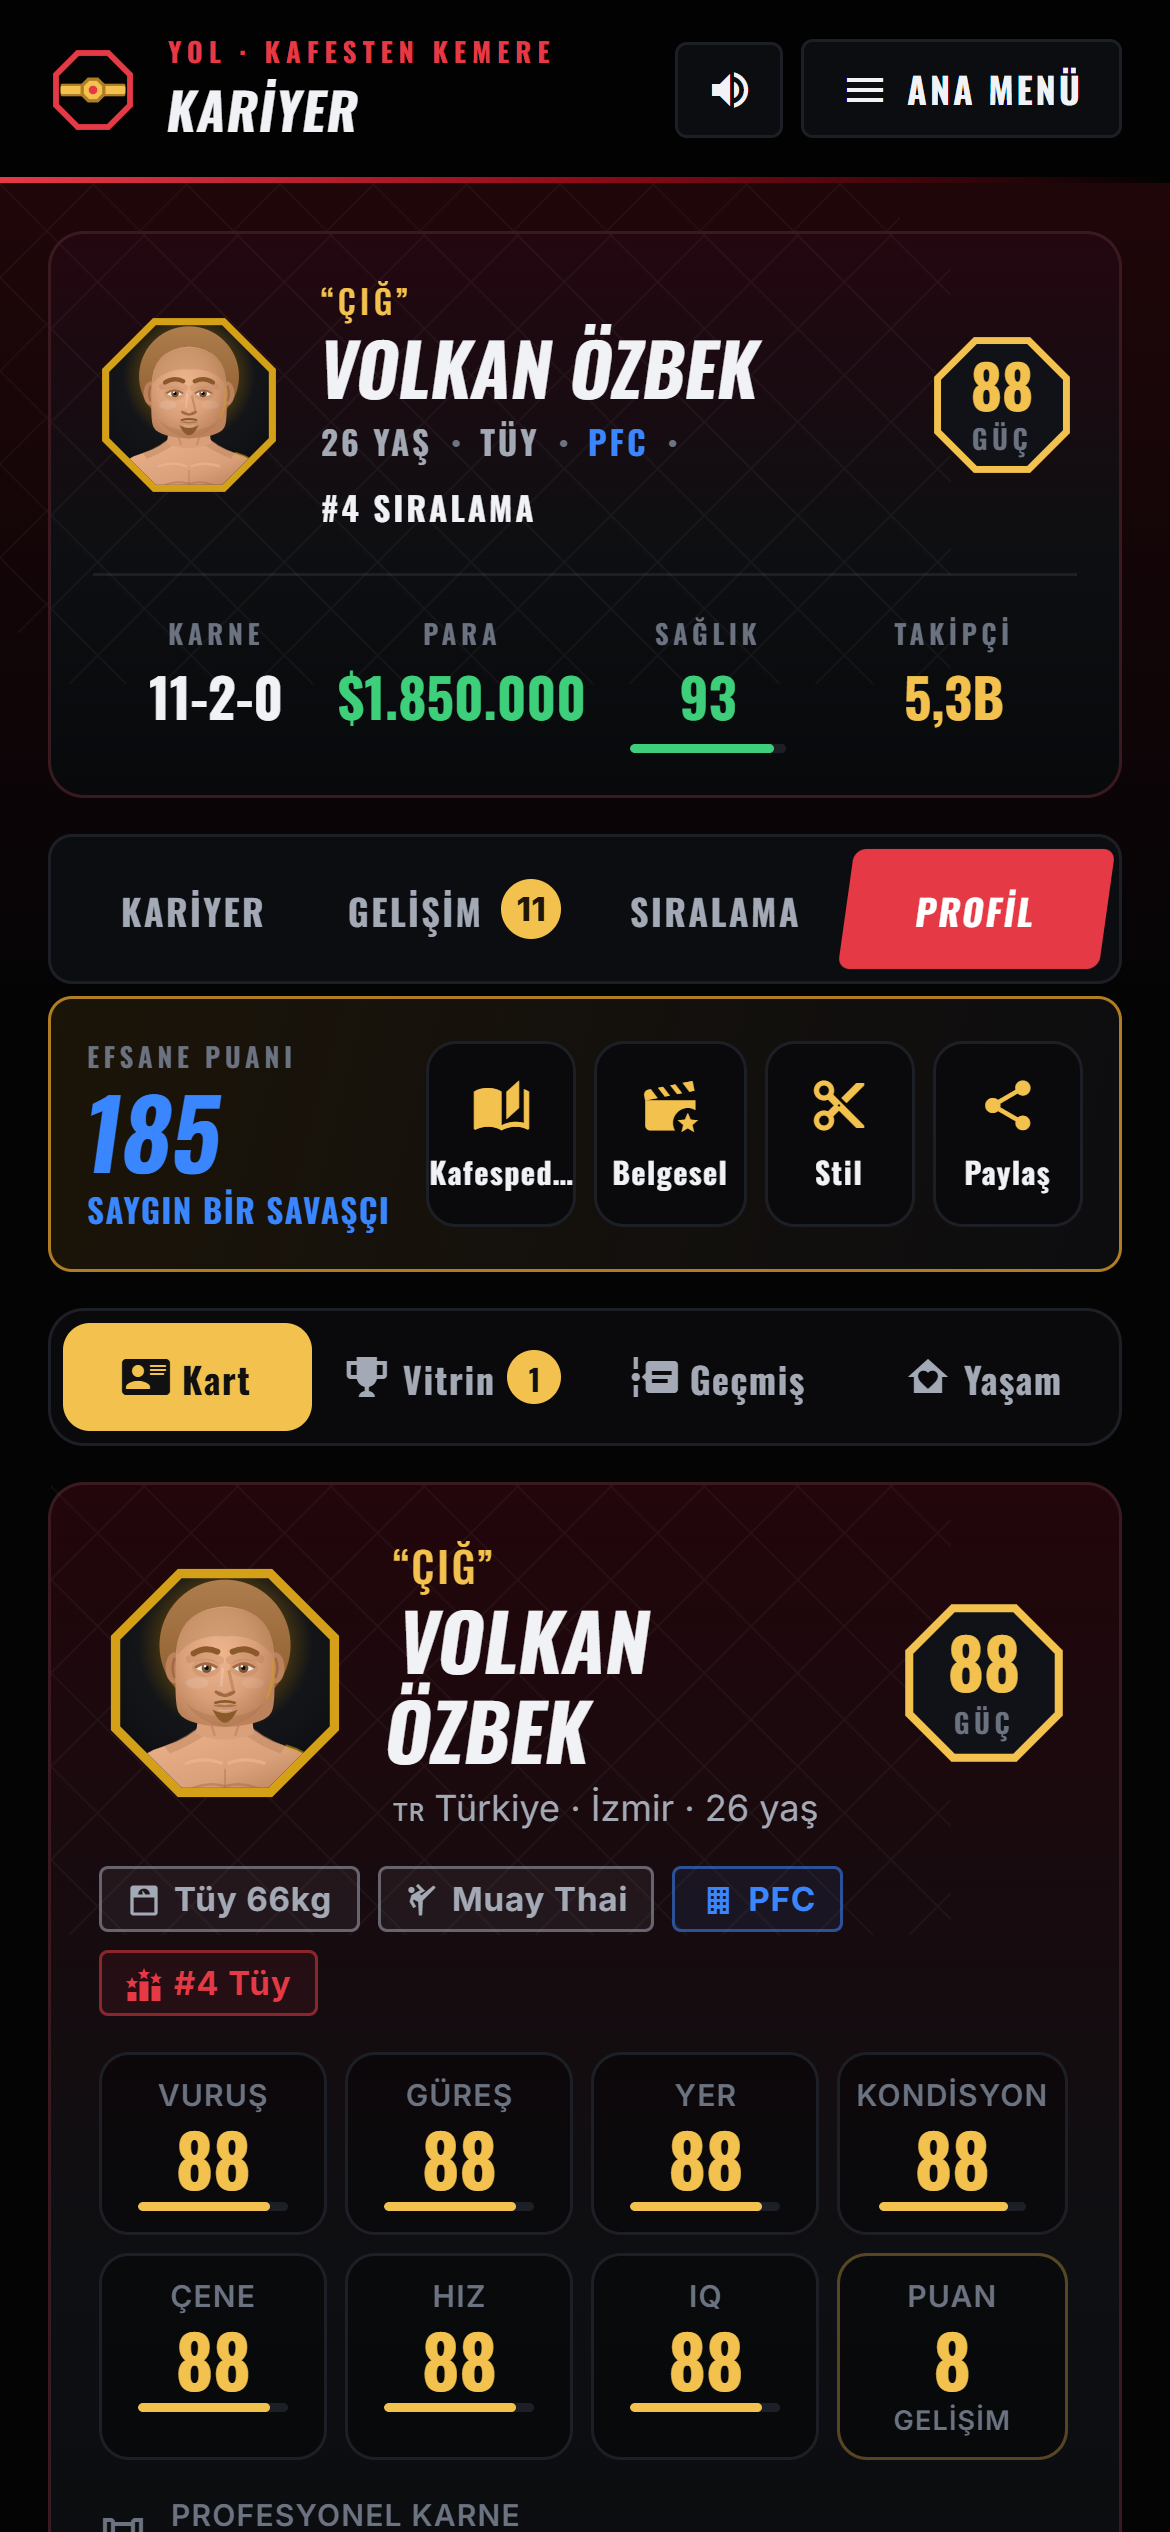 YOL · KAFESTEN KEMERE
KARİYER
ANA MENÜ
“ÇIĞ”
VOLKAN ÖZBEK
26 YAŞ · TÜY · PFC ·
#4 SIRALAMA
88
GÜÇ
KARNE
11-2-0
PARA
$1.850.000
SAĞLIK
93
TAKİPÇİ
5,3B
KARİYER
GELİŞİM 11
SIRALAMA
PROFİL
EFSANE PUANI
185
SAYGIN BİR SAVAŞÇI
Kafesped...
Belgesel
Stil
Paylaş
Kart
Vitrin 1
Geçmiş
Yaşam
“ÇIĞ”
VOLKAN
ÖZBEK
TR Türkiye · İzmir · 26 yaş
88
GÜÇ
Tüy 66kg
Muay Thai
PFC
#4 Tüy
VURUŞ
88
GÜREŞ
88
YER
88
KONDİSYON
88
ÇENE
88
HIZ
88
IQ
88
PUAN
8
GELİŞİM
PROFESYONEL KARNE